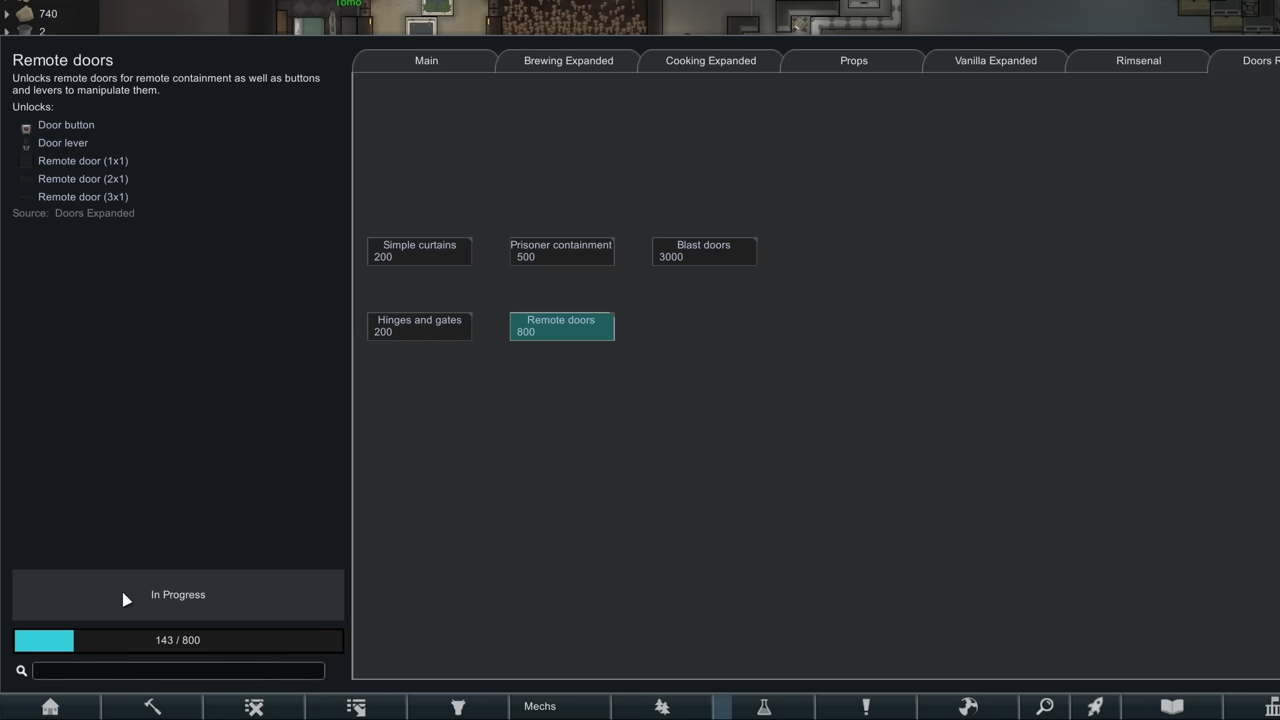 Tomo
740
2
Remote doors
Unlocks remote doors for remote containment as well as buttons
and levers to manipulate them.
Unlocks:
Door button
Door lever
Remote door (1x1)
Remote door (2x1)
Remote door (3x1)
Source: Doors Expanded
Main
Brewing Expanded
Cooking Expanded
Props
Vanilla Expanded
Rimsenal
Doors
Simple curtains
200
Prisoner containment
500
Blast doors
3000
Hinges and gates
200
Remote doors
800
In Progress
143 / 800
Mechs